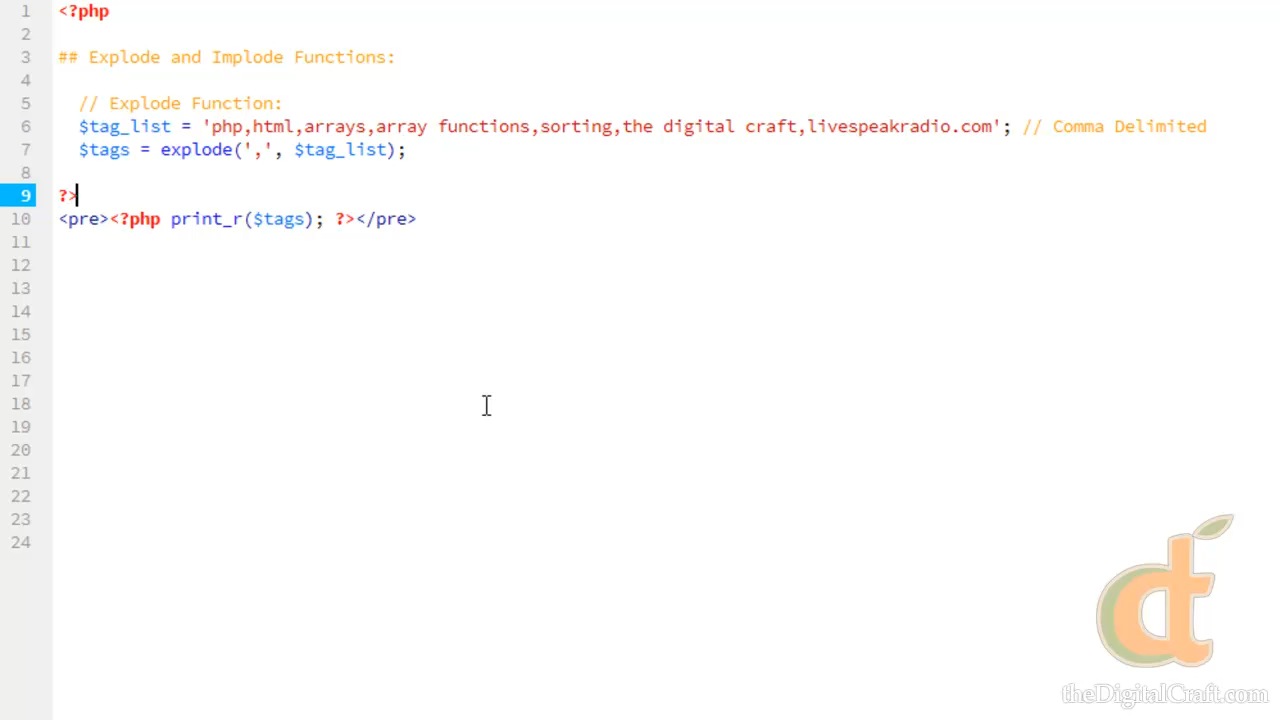 1 <?php
2
3 ## Explode and Implode Functions:
4
5 // Explode Function:
6 $tag_list = 'php,html,arrays,array functions,sorting,the digital craft,livespeakradio.com'; // Comma Delimited
7 $tags = explode(',', $tag_list);
8
9 ?>
10 <pre><?php print_r($tags); ?></pre>
11
12
13
14
15
16
17
18
19
20
21
22
23
24
dt
theDigitalCraft.com